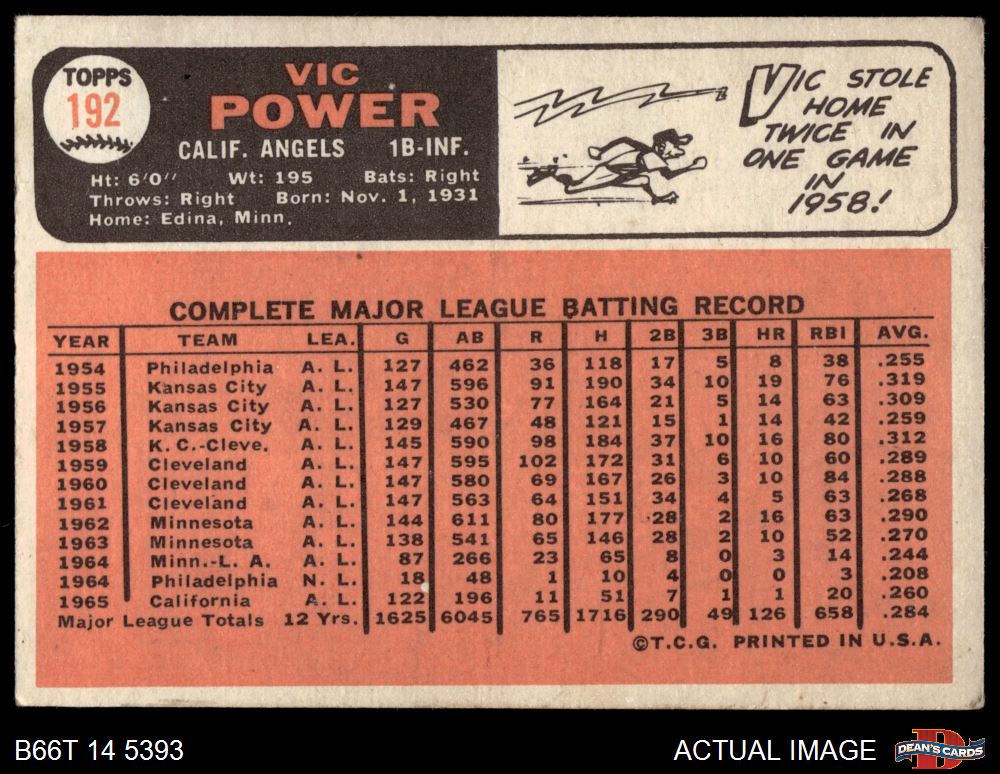 TOPPS
192
VIC
POWER
CALIF. ANGELS 1B-INF.
Ht: 6'0" Wt: 195 Bats: Right
Throws: Right Born: Nov. 1, 1931
Home: Edina, Minn.
VIC STOLE
HOME
TWICE IN
ONE GAME
IN
1958!
COMPLETE MAJOR LEAGUE BATTING RECORD
YEAR TEAM LEA. G AB R H 2B 3B HR RBI AVG.
1954 Philadelphia A. L. 127 462 36 118 17 5 8 38 .255
1955 Kansas City A. L. 147 596 91 190 34 10 19 76 .319
1956 Kansas City A. L. 127 530 77 164 21 5 14 63 .309
1957 Kansas City A. L. 129 467 48 121 15 1 14 42 .259
1958 K. C.-Cleve. A. L. 145 590 98 184 37 10 16 80 .312
1959 Cleveland A. L. 147 595 102 172 31 6 10 60 .289
1960 Cleveland A. L. 147 580 69 167 26 3 10 84 .288
1961 Cleveland A. L. 147 563 64 151 34 4 5 63 .268
1962 Minnesota A. L. 144 611 80 177 28 2 16 63 .290
1963 Minnesota A. L. 138 541 65 146 28 2 10 52 .270
1964 Minn.-L. A. A. L. 87 266 23 65 8 0 3 14 .244
1964 Philadelphia N. L. 18 48 1 10 4 0 0 3 .208
1965 California A. L. 122 196 11 51 7 1 1 20 .260
Major League Totals 12 Yrs. 1625 6045 765 1716 290 49 126 658 .284
©T.C.G. PRINTED IN U.S.A.
B66T 14 5393
ACTUAL IMAGE
DEAN'S CARDS